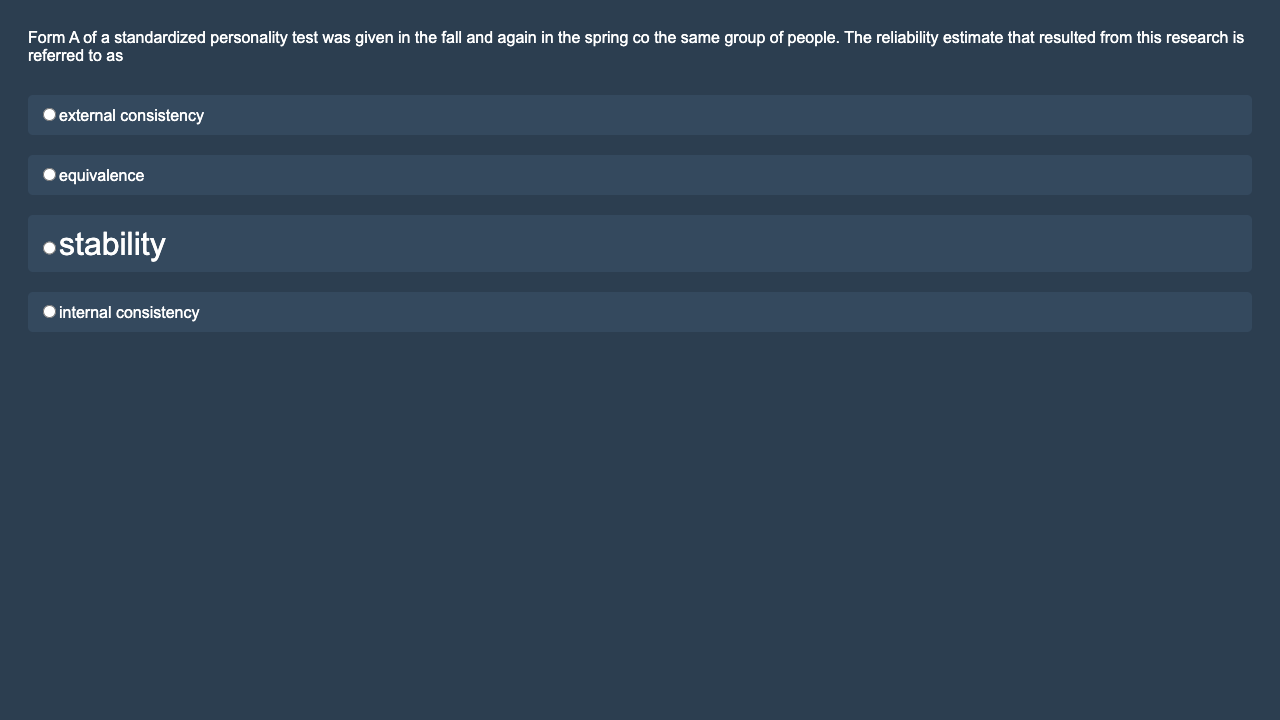 Form A of a standardized personality test was given in the fall and again in the spring co the same group of people. The reliability estimate that resulted from this research is
referred to as
external consistency
equivalence
stability
internal consistency